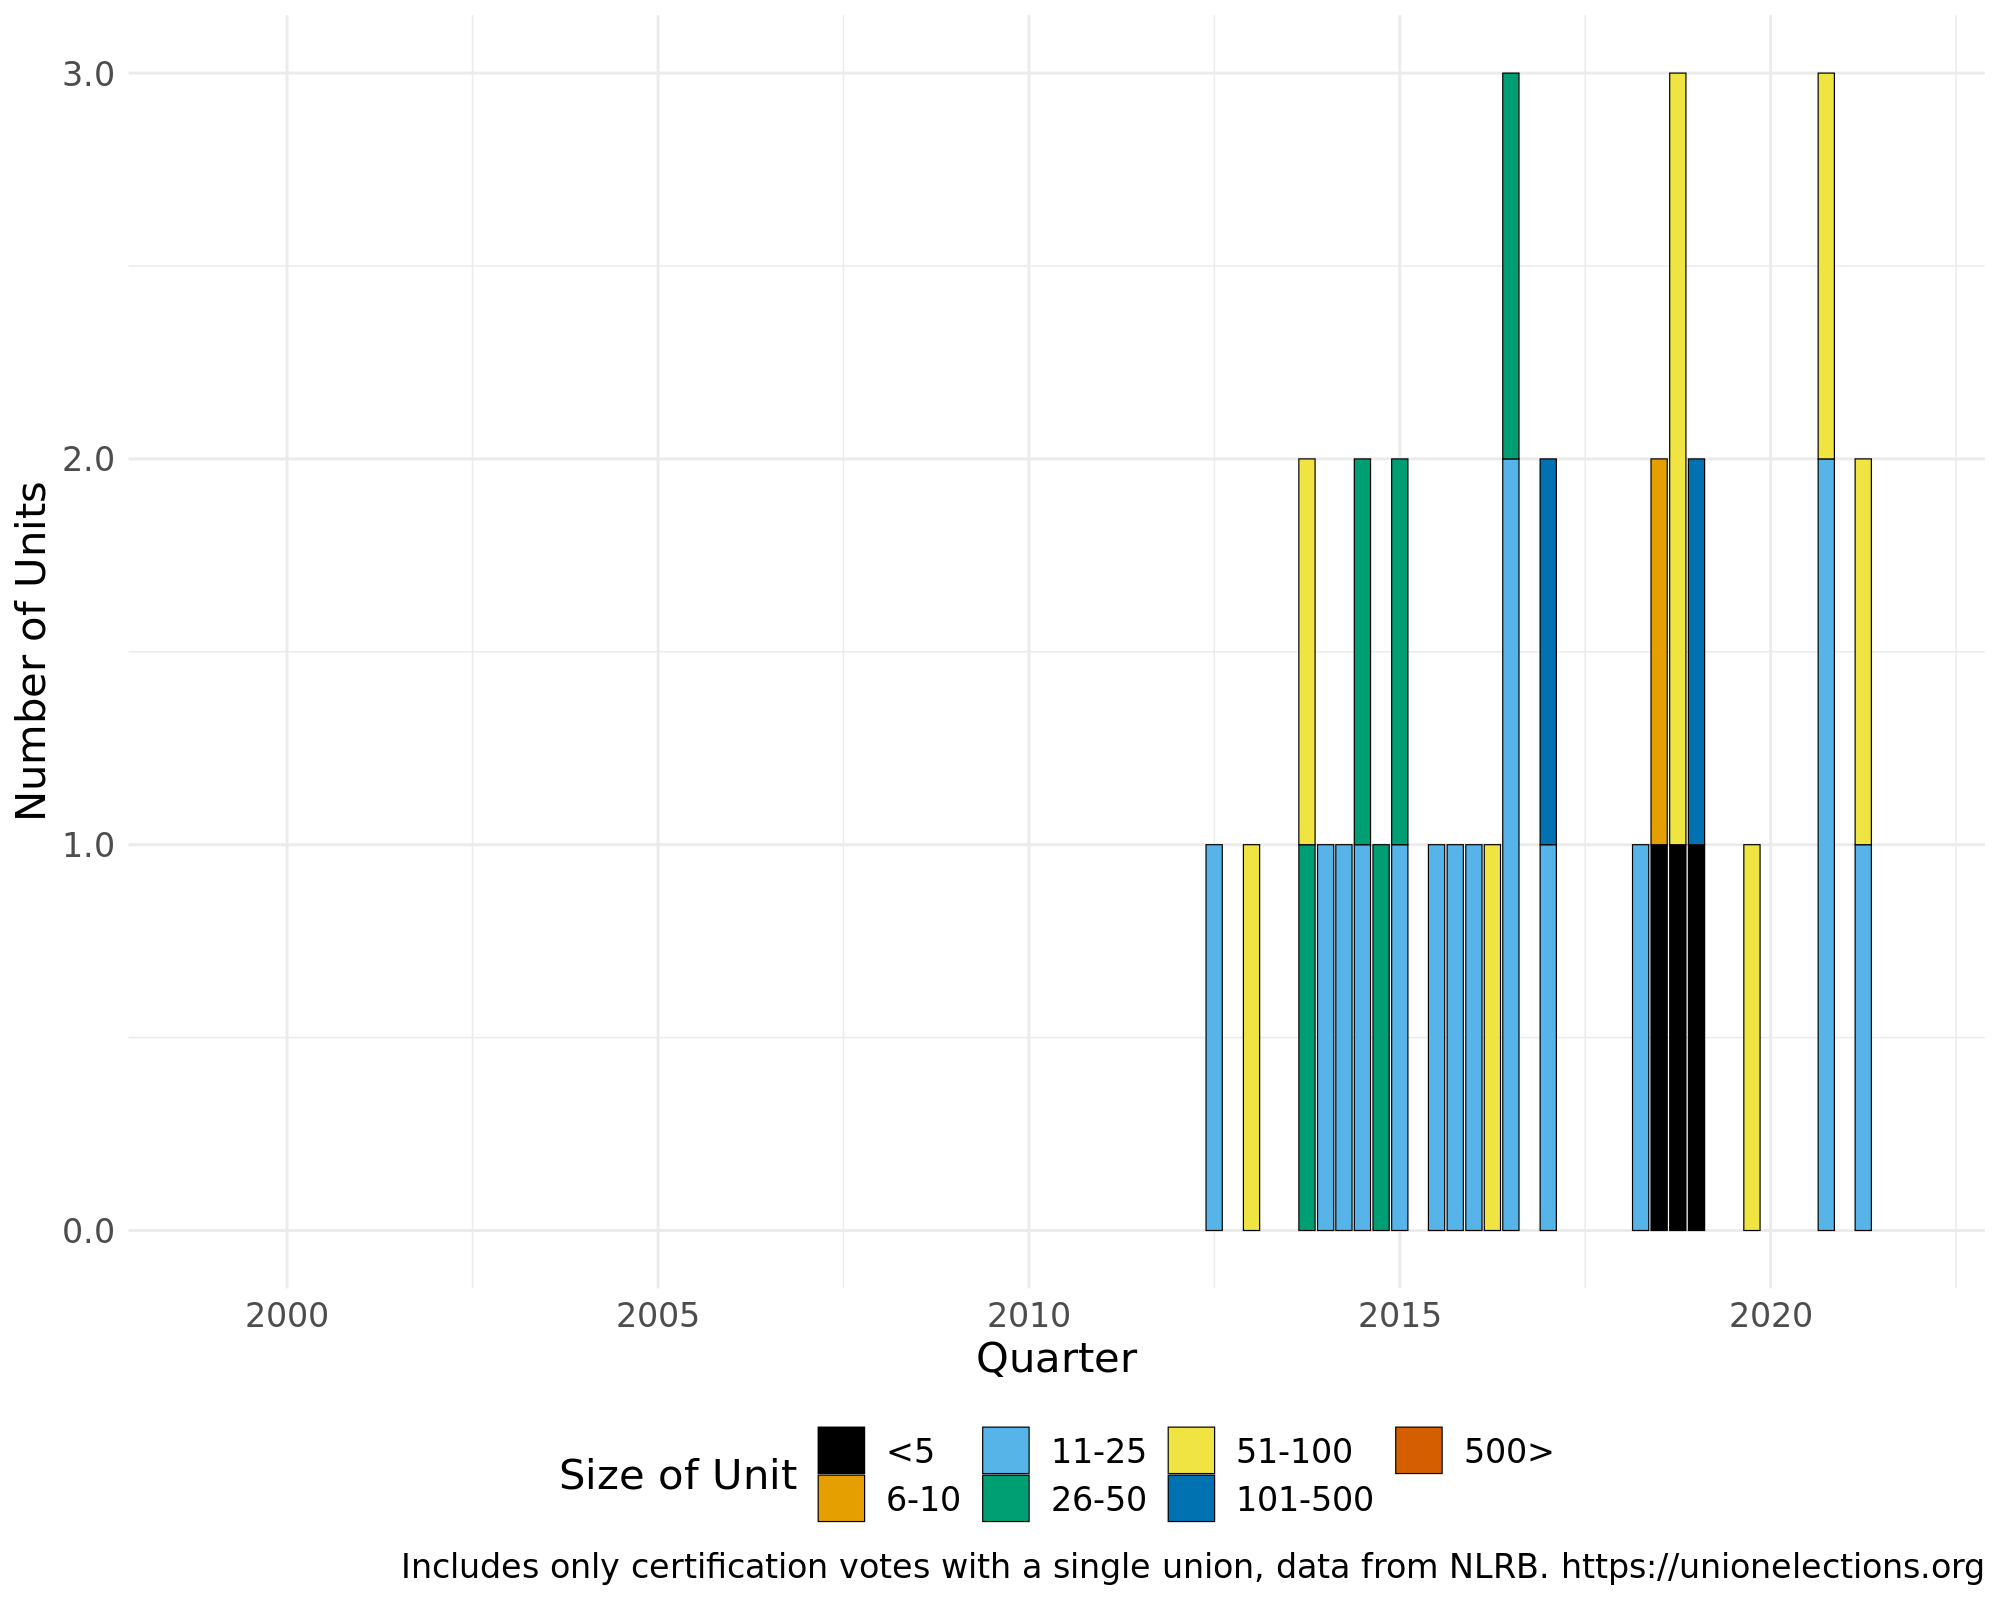 3.0
2.0
1.0
0.0
Number of Units
2000 2005 2010 2015 2020
Quarter
Size of Unit
<5 11-25 51-100 500>
6-10 26-50 101-500
Includes only certification votes with a single union, data from NLRB. https://unionelections.org